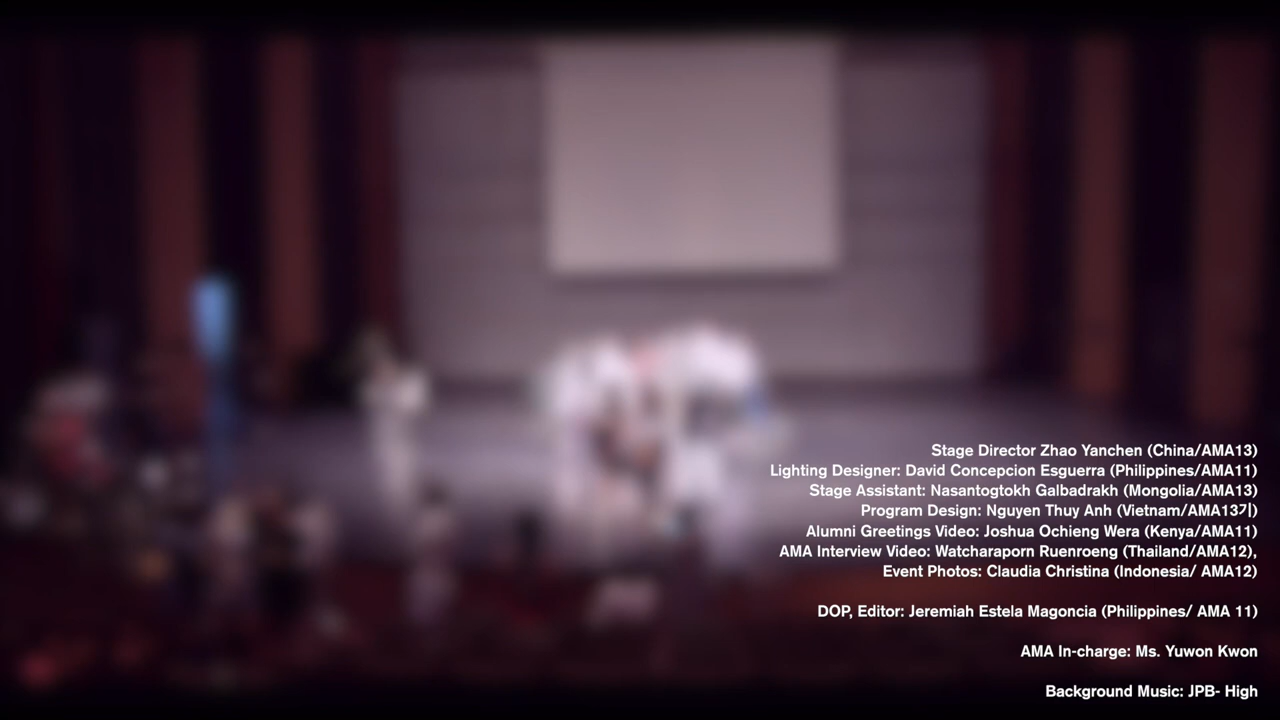 Stage Director Zhao Yanchen (China/AMA13)
Lighting Designer: David Concepcion Esguerra (Philippines/AMA11)
Stage Assistant: Nasantogtokh Galbadrakh (Mongolia/AMA13)
Program Design: Nguyen Thuy Anh (Vietnam/AMA13기)
Alumni Greetings Video: Joshua Ochieng Wera (Kenya/AMA11)
AMA Interview Video: Watcharaporn Ruenroeng (Thailand/AMA12),
Event Photos: Claudia Christina (Indonesia/ AMA12)
DOP, Editor: Jeremiah Estela Magoncia (Philippines/ AMA 11)
AMA In-charge: Ms. Yuwon Kwon
Background Music: JPB- High